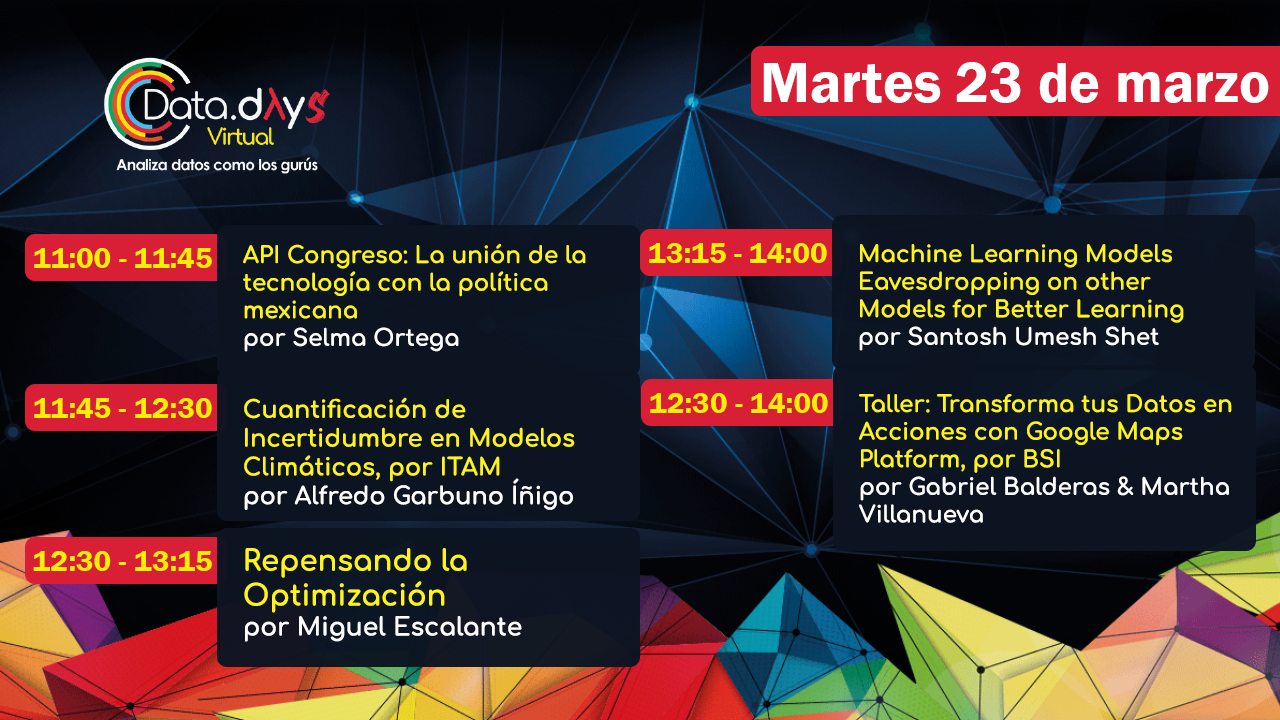 Data.dAys
Virtual
Analiza datos como los gurús
Martes 23 de marzo
11:00 - 11:45
API Congreso: La unión de la
tecnología con la política
mexicana
por Selma Ortega
11:45 - 12:30
Cuantificación de
Incertidumbre en Modelos
Climáticos, por ITAM
por Alfredo Garbuno Íñigo
12:30 - 13:15
Repensando la
Optimización
por Miguel Escalante
13:15 - 14:00
Machine Learning Models
Eavesdropping on other
Models for Better Learning
por Santosh Umesh Shet
12:30 - 14:00
Taller: Transforma tus Datos en
Acciones con Google Maps
Platform, por BSI
por Gabriel Balderas & Martha
Villanueva